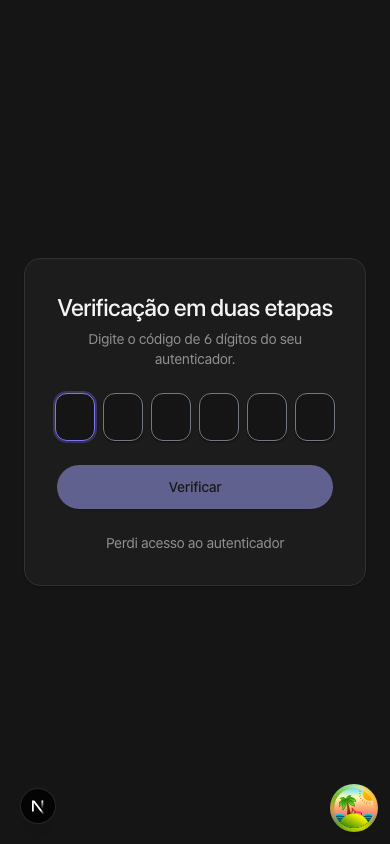 Verificação em duas etapas
Digite o código de 6 dígitos do seu
autenticador.
Verificar
Perdi acesso ao autenticador
N